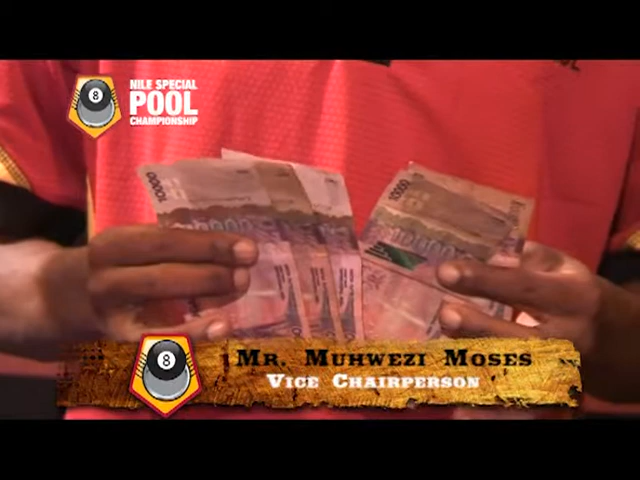 NILE SPECIAL
POOL
CHAMPIONSHIP
8
10000
10000
8
MR. MUHWEZI MOSES
VICE CHAIRPERSON